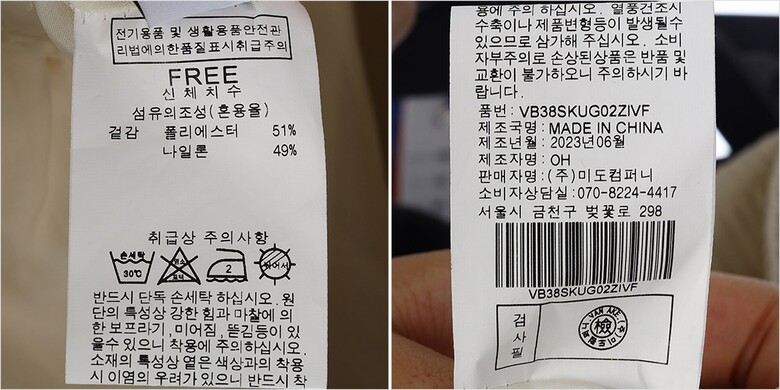 전기용품 및 생활용품안전관
리법에의한품질표시취급주의
FREE
신체치수
섬유의조성(혼용율)
겉감 폴리에스터 51%
나일론 49%
취급상 주의사항
손세탁
30℃
염소
표백
2
뉘어서
반드시 단독 손세탁 하십시오. 원
단의 특성상 강한 힘과 마찰에 의
한 보프라기, 미어짐, 뜯김등이 있
을수 있으니 착용에 주의하십시오.
소재의 특성상 옅은 색상과의 착용
시 이염의 우려가 있으니 반드시 착
용에 주의 하십시오. 열풍건조시
수축이나 제품변형등이 발생될수
있으므로 삼가해 주십시오. 소비
자부주의로 손상된상품은 반품 및
교환이 불가하오니 주의하시기 바
랍니다.
품번: VB38SKUG02ZIVF
제조국명: MADE IN CHINA
제조년월: 2023년06월
제조자명: OH
판매자명: (주)미도컴퍼니
소비자상담실: 070-8224-4417
서울시 금천구 벚꽃로 298
VB38SKUG02ZIVF
검사필
檢